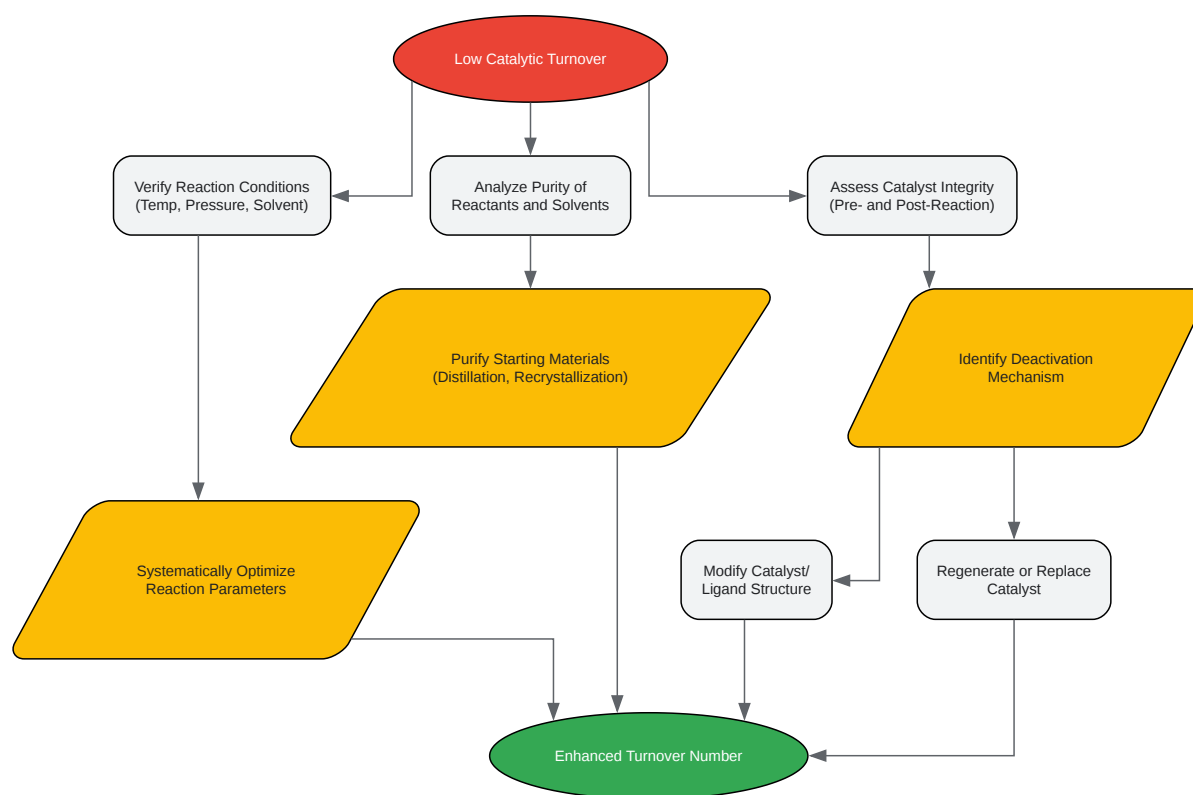 Low Catalytic Turnover
Verify Reaction Conditions
(Temp, Pressure, Solvent)
Analyze Purity of
Reactants and Solvents
Assess Catalyst Integrity
(Pre- and Post-Reaction)
Purify Starting Materials
(Distillation, Recrystallization)
Identify Deactivation
Mechanism
Systematically Optimize
Reaction Parameters
Modify Catalyst/
Ligand Structure
Regenerate or Replace
Catalyst
Enhanced Turnover Number